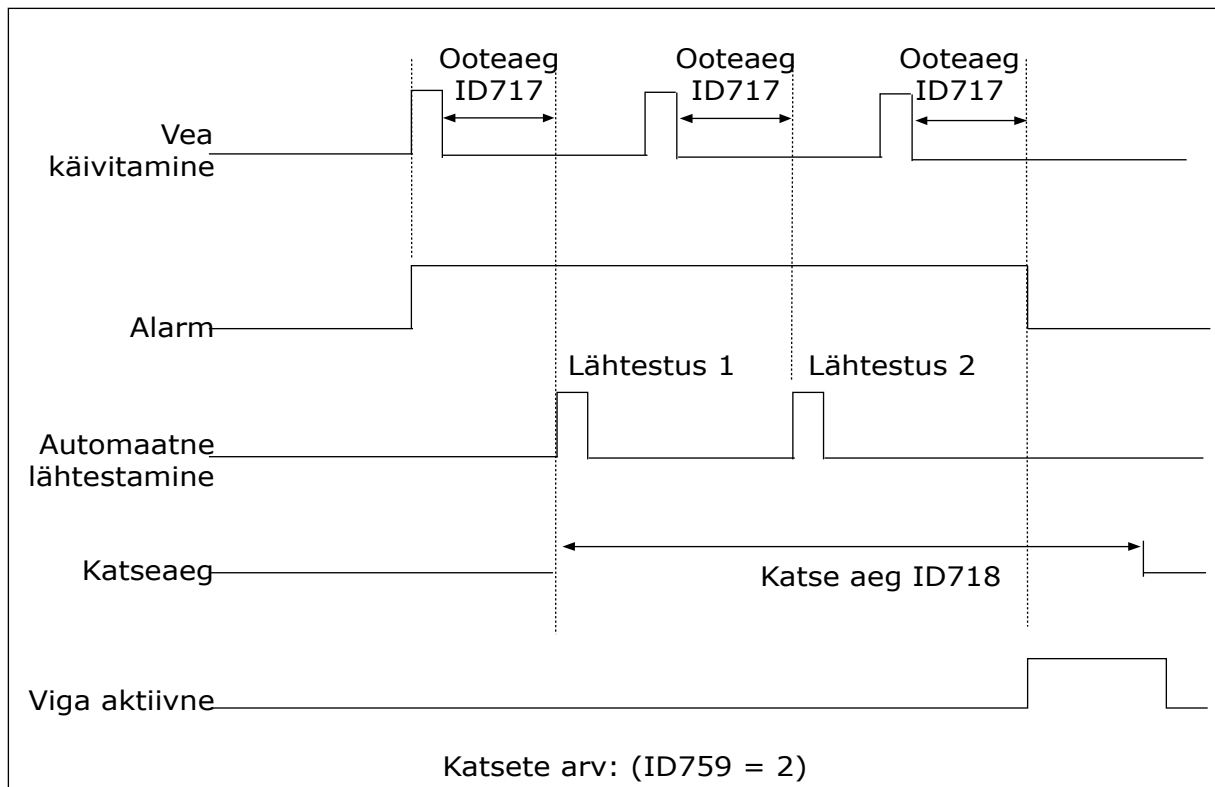 Ooteaeg
ID717
Ooteaeg
ID717
Ooteaeg
ID717
Vea
käivitamine
Alarm
Lähtestus 1
Lähtestus 2
Automaatne
lähtestamine
Katseaeg
Katse aeg ID718
Viga aktiivne
Katsete arv: (ID759 = 2)